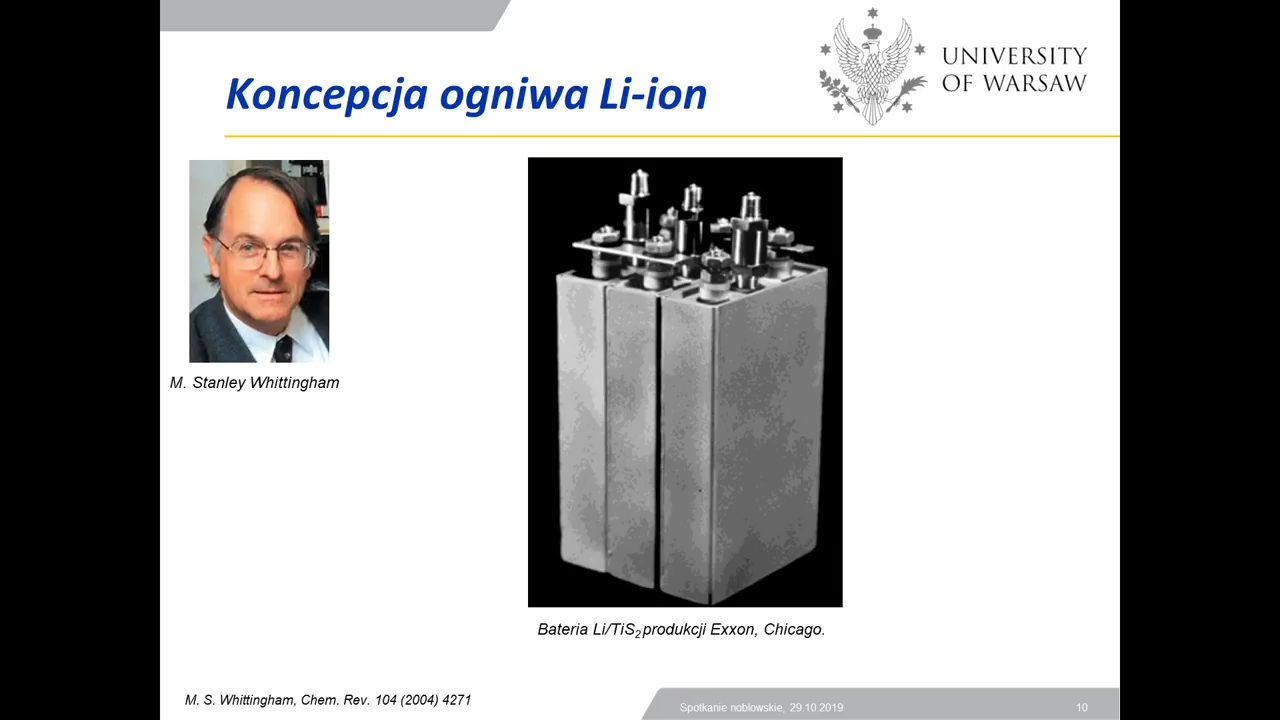 UNIVERSITY
OF WARSAW
Koncepcja ogniwa Li-ion
M. Stanley Whittingham
Bateria Li/TiS2 produkcji Exxon, Chicago.
M. S. Whittingham, Chem. Rev. 104 (2004) 4271
Spotkanie noblowskie, 29.10.2019
10